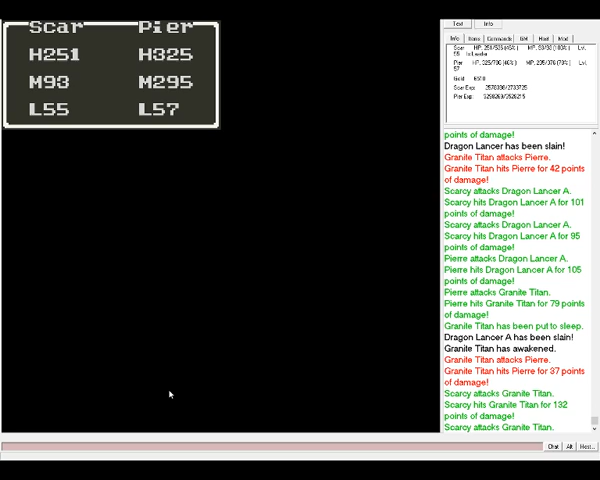 Scar Pier
H251 H325
M93 M295
L55 L57
Text Info
Info Items Commands GM Host Mod
Gold
Scar Exp:
Pier Exp:
points of damage!
Dragon Lancer has been slain!
Granite Titan attacks Pierre.
Granite Titan hits Pierre for 42 points
of damage!
Scarcy attacks Dragon Lancer A.
Scarcy hits Dragon Lancer A for 101
points of damage!
Scarcy attacks Dragon Lancer A.
Scarcy hits Dragon Lancer A for 95
points of damage!
Pierre attacks Dragon Lancer A.
Pierre hits Dragon Lancer A for 105
points of damage!
Pierre attacks Granite Titan.
Pierre hits Granite Titan for 79 points
of damage!
Granite Titan has been put to sleep.
Dragon Lancer A has been slain!
Granite Titan has awakened.
Granite Titan attacks Pierre.
Granite Titan hits Pierre for 37 points
of damage!
Scarcy attacks Granite Titan.
Scarcy hits Granite Titan for 132
points of damage!
Scarcy attacks Granite Titan.
Chat Alt Host...